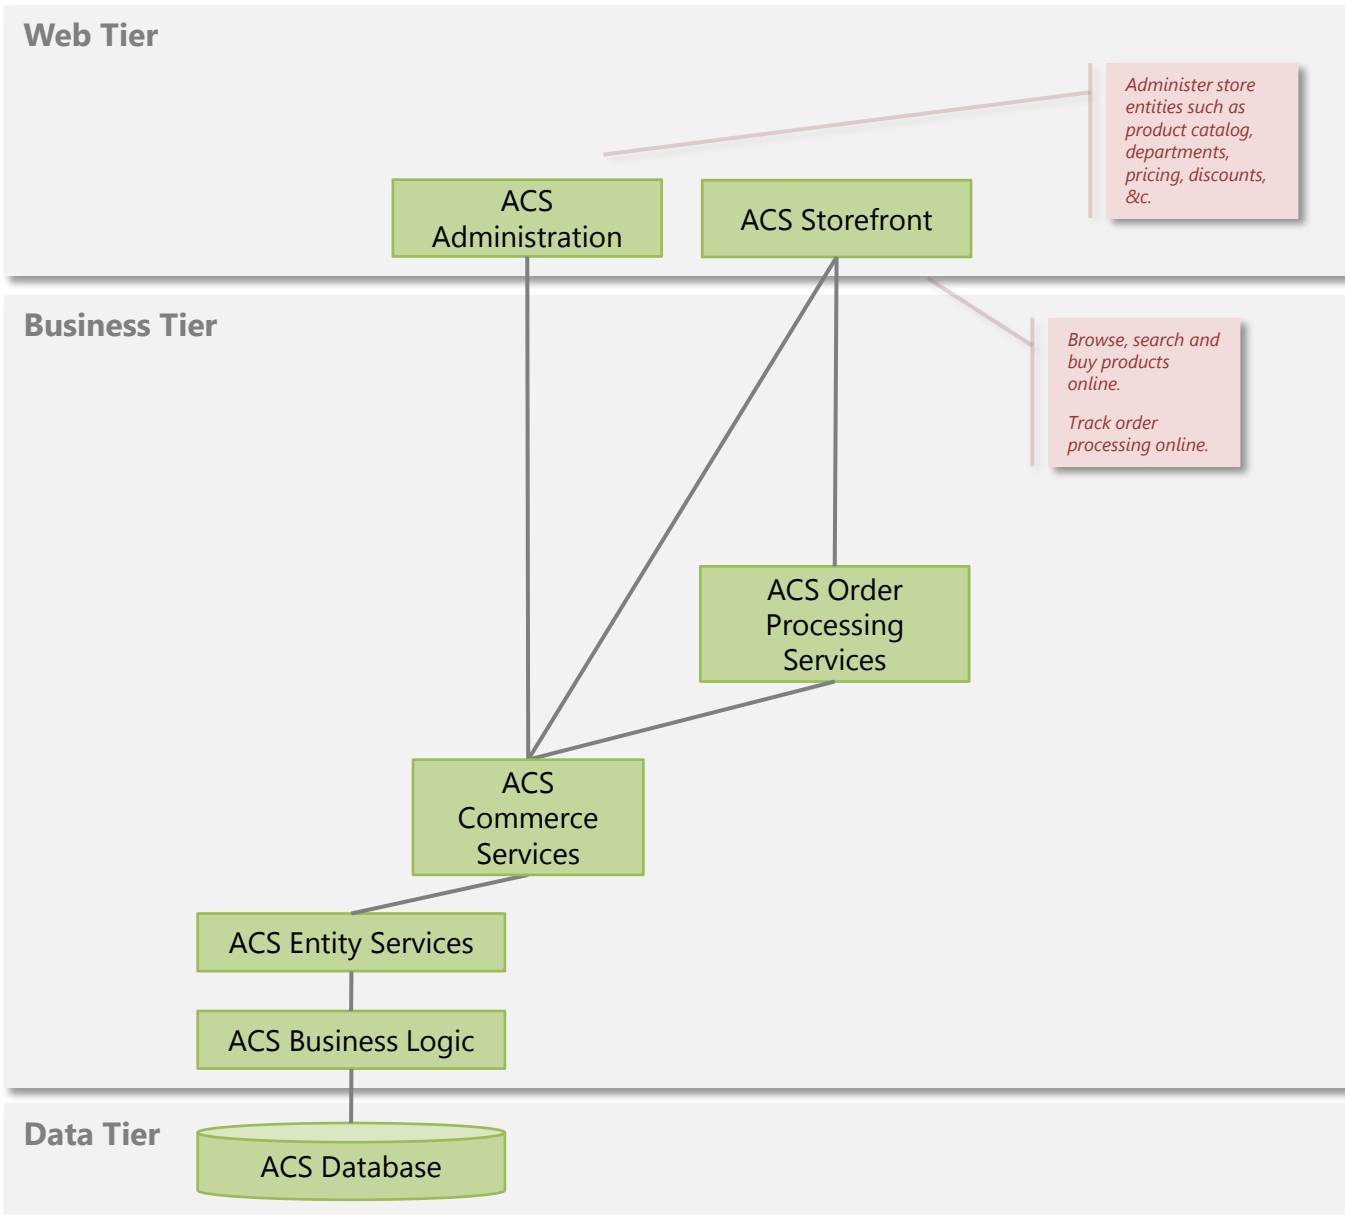 Web Tier
Administer store
entities such as
product catalog,
departments,
pricing, discounts,
&c.
ACS
Administration
ACS Storefront
Business Tier
Browse, search and
buy products
online.
Track order
processing online.
ACS Order
Processing
Services
ACS
Commerce
Services
ACS Entity Services
ACS Business Logic
Data Tier
ACS Database